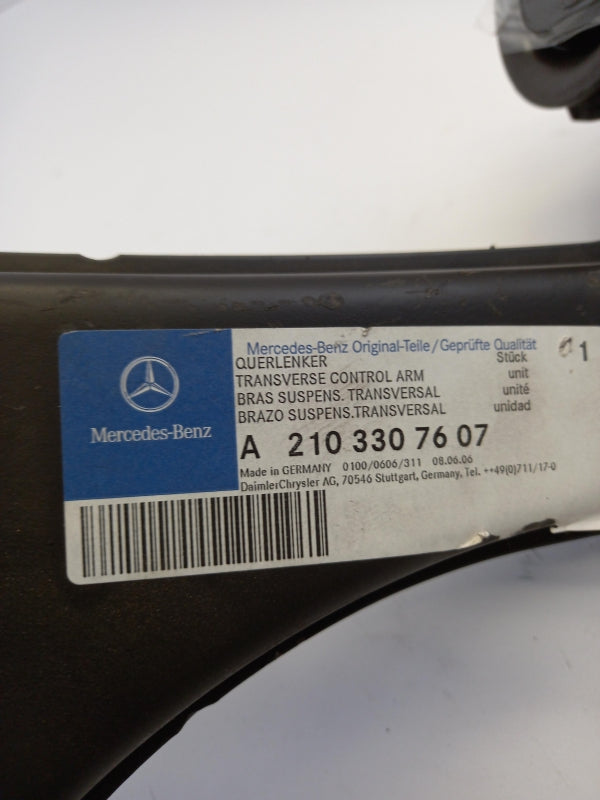 Mercedes-Benz
Mercedes-Benz Original-Teile/Geprüfte Qualität
QUERLENKER Stück 1
TRANSVERSE CONTROL ARM unit
BRAS SUSPENS. TRANSVERSAL unité
BRAZO SUSPENS.TRANSVERSAL unidad
A 210 330 76 07
Made in GERMANY 0100/0606/311 08.06.06
DaimlerChrysler AG, 70546 Stuttgart, Germany, Tel. ++49(0)711/17-0